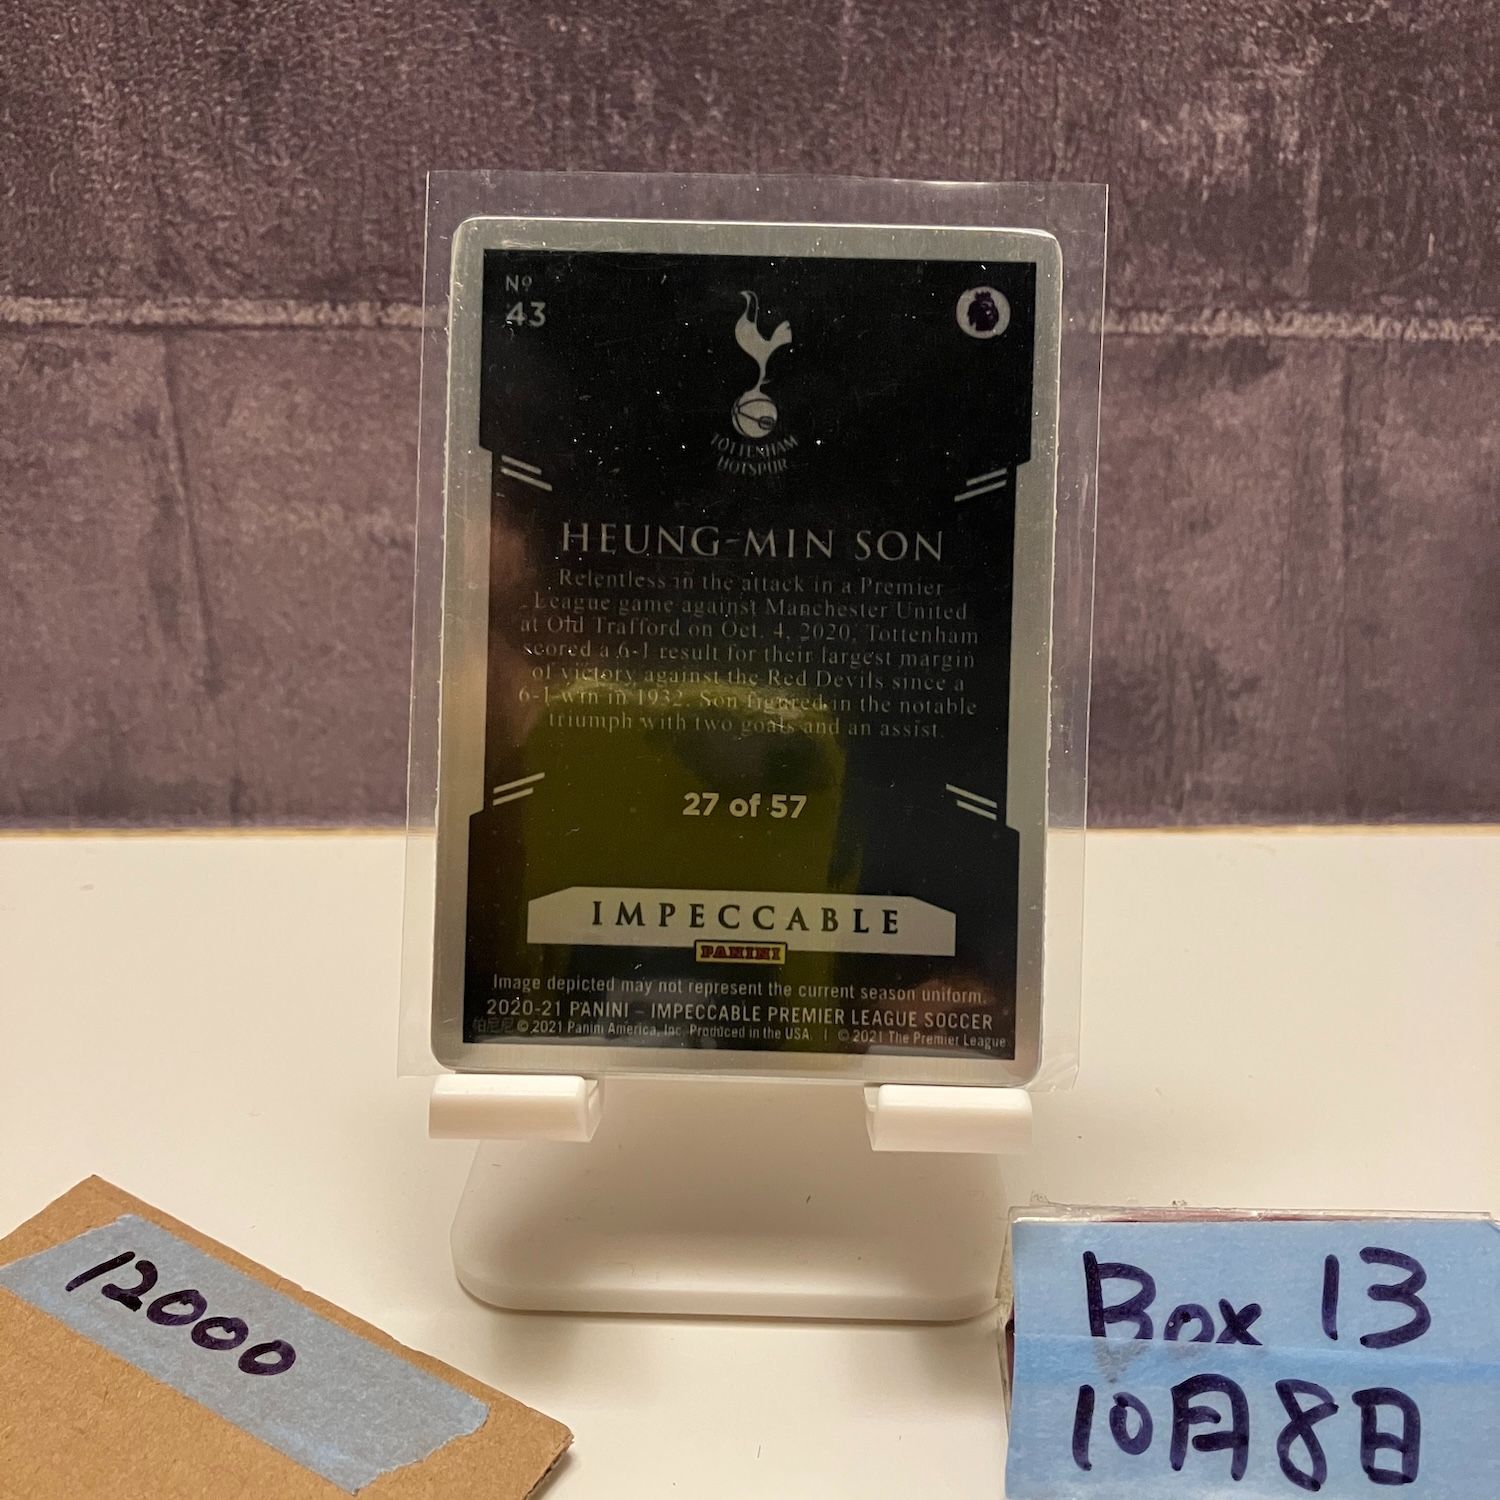 Nº
43
TOTTENHAM
HOTSPUR
HEUNG-MIN SON
Relentless in the attack in a Premier
League game against Manchester United
at Old Trafford on Oct. 4, 2020, Tottenham
scored a 6-1 result for their largest margin
of victory against the Red Devils since a
6-1 win in 1932. Son figured in the notable
triumph with two goals and an assist.
27 of 57
IMPECCABLE
PANINI
Image depicted may not represent the current season uniform.
2020-21 PANINI – IMPECCABLE PREMIER LEAGUE SOCCER
帕尼尼 © 2021 Panini America, Inc. Produced in the USA. | © 2021 The Premier League
12000
Box 13
10月8日